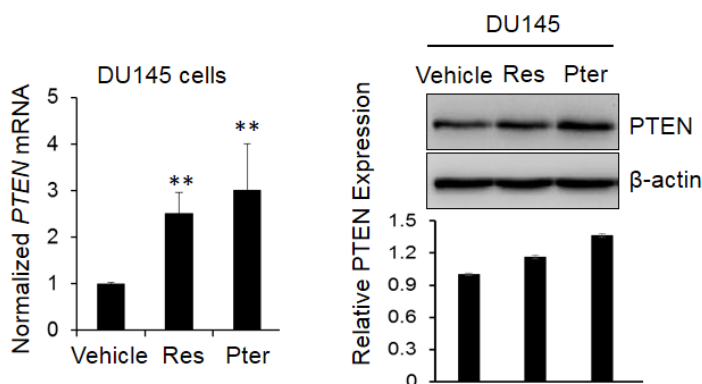 DU145 cells
Normalized PTEN mRNA
5
4
3
2
1
0
**
**
Vehicle Res Pter
DU145
Vehicle Res Pter
PTEN
β-actin
Relative PTEN Expression
1.5
1.2
0.9
0.6
0.3
0